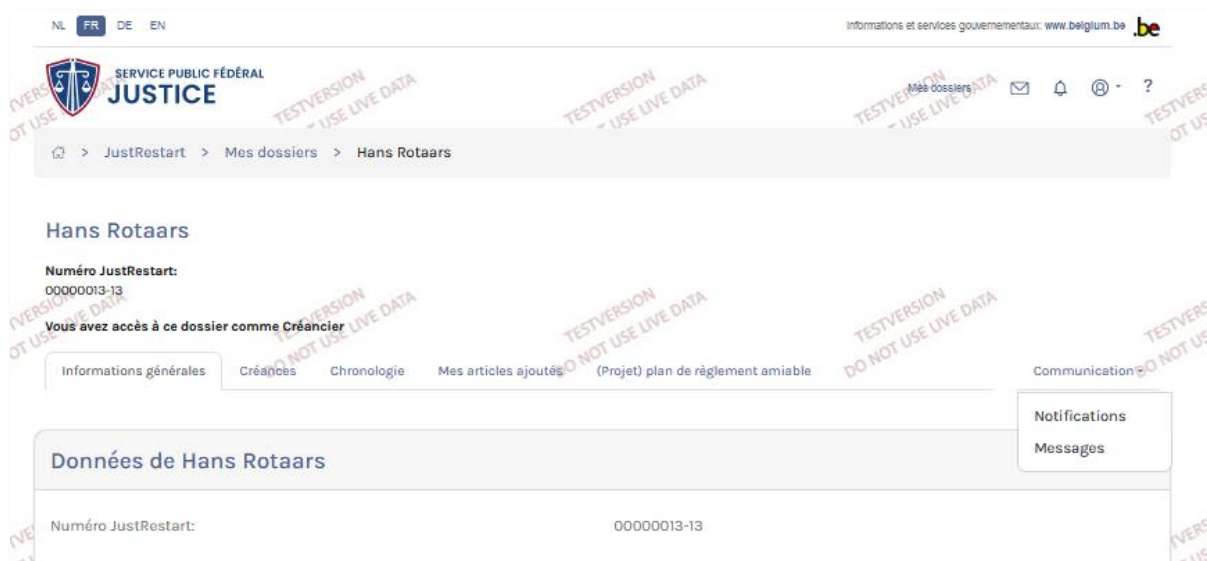 NL FR DE EN
Informations et services gouvernementaux: www.belgium.be .be
SERVICE PUBLIC FÉDÉRAL
JUSTICE
Mes dossiers ?
JustRestart > Mes dossiers > Hans Rotaars
Hans Rotaars
Numéro JustRestart:
00000013-13
Vous avez accès à ce dossier comme Créancier
Informations générales Créances Chronologie Mes articles ajoutés (Projet) plan de règlement amiable Communication
Notifications
Messages
Données de Hans Rotaars
Numéro JustRestart: 00000013-13
TESTVERSION
DO NOT USE LIVE DATA